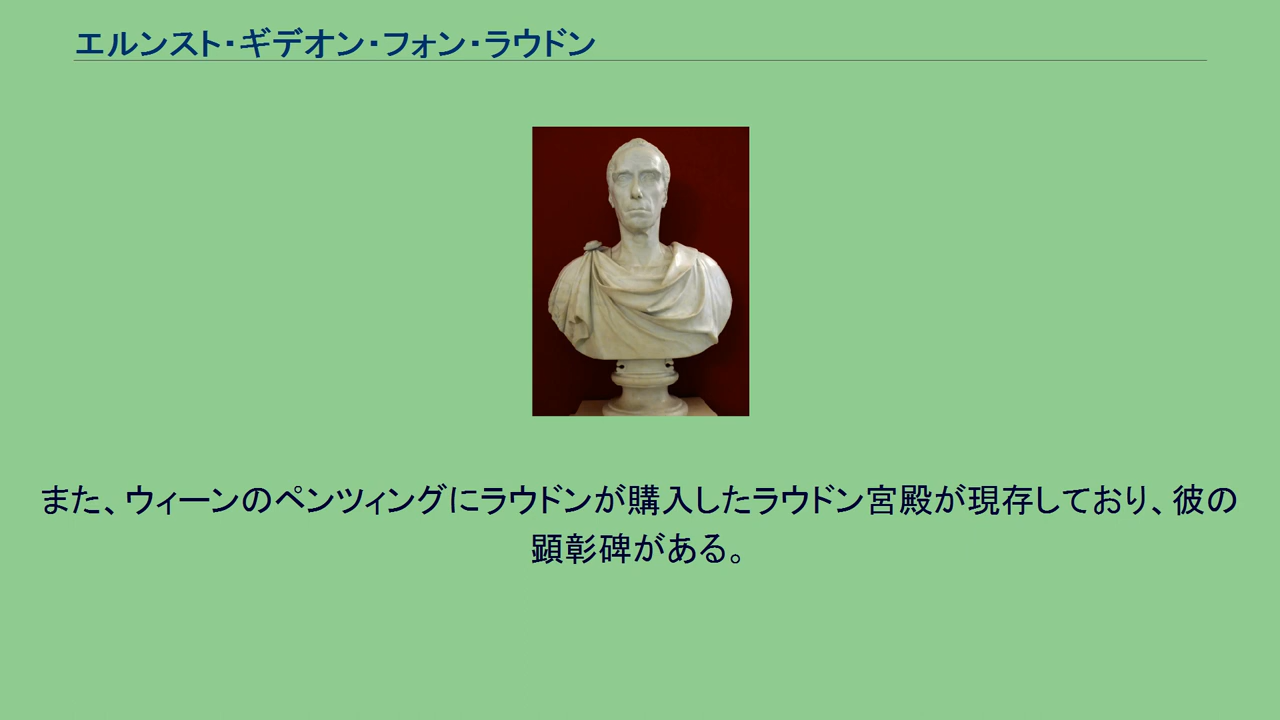 エルンスト・ギデオン・フォン・ラウドン
また、ウィーンのペンツィングにラウドンが購入したラウドン宮殿が現存しており、彼の
顕彰碑がある。